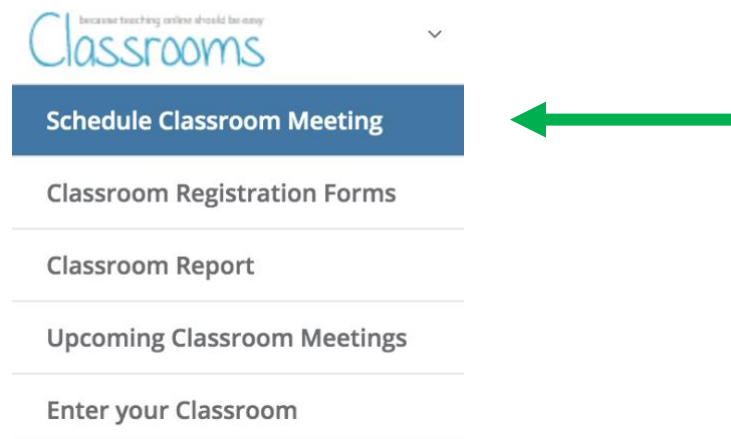 because teaching online should be easy
Classrooms
Schedule Classroom Meeting
Classroom Registration Forms
Classroom Report
Upcoming Classroom Meetings
Enter your Classroom